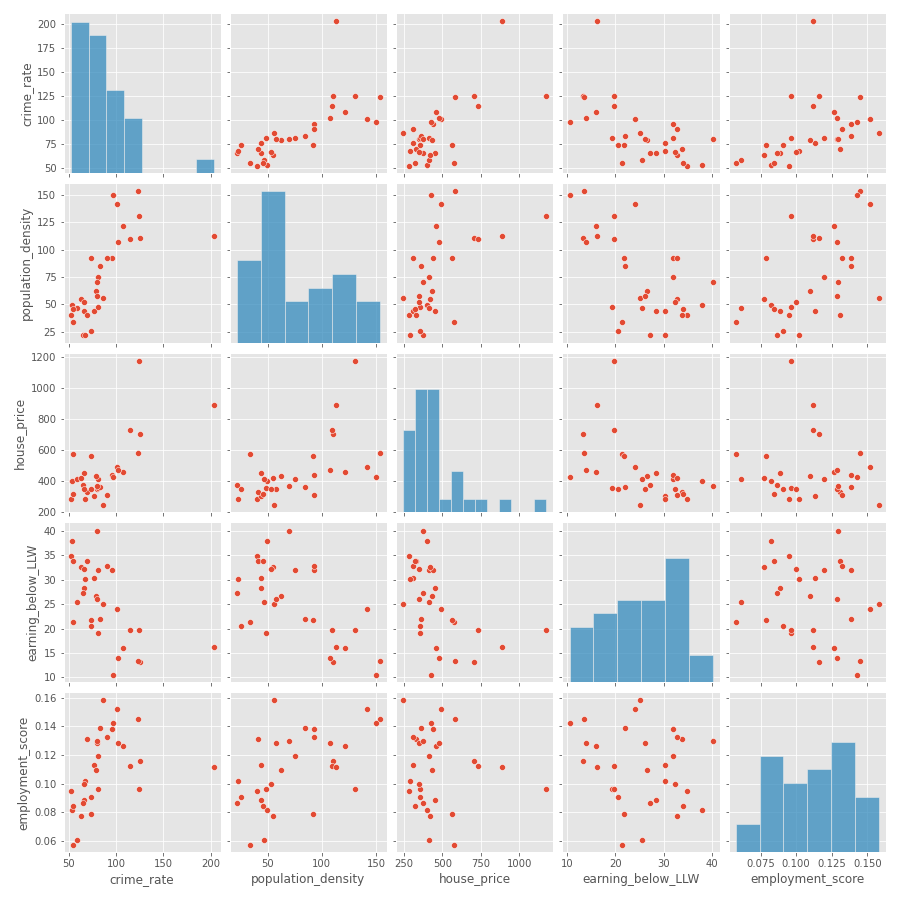 crime_rate
200
175
150
125
100
75
50
population_density
150
125
100
75
50
25
house_price
1200
1000
800
600
400
200
earning_below_LLW
40
35
30
25
20
15
10
employment_score
0.16
0.14
0.12
0.10
0.08
0.06
50 100 150 200
50 100 150
250 500 750 1000
10 20 30 40
0.075 0.100 0.125 0.150
crime_rate population_density house_price earning_below_LLW employment_score